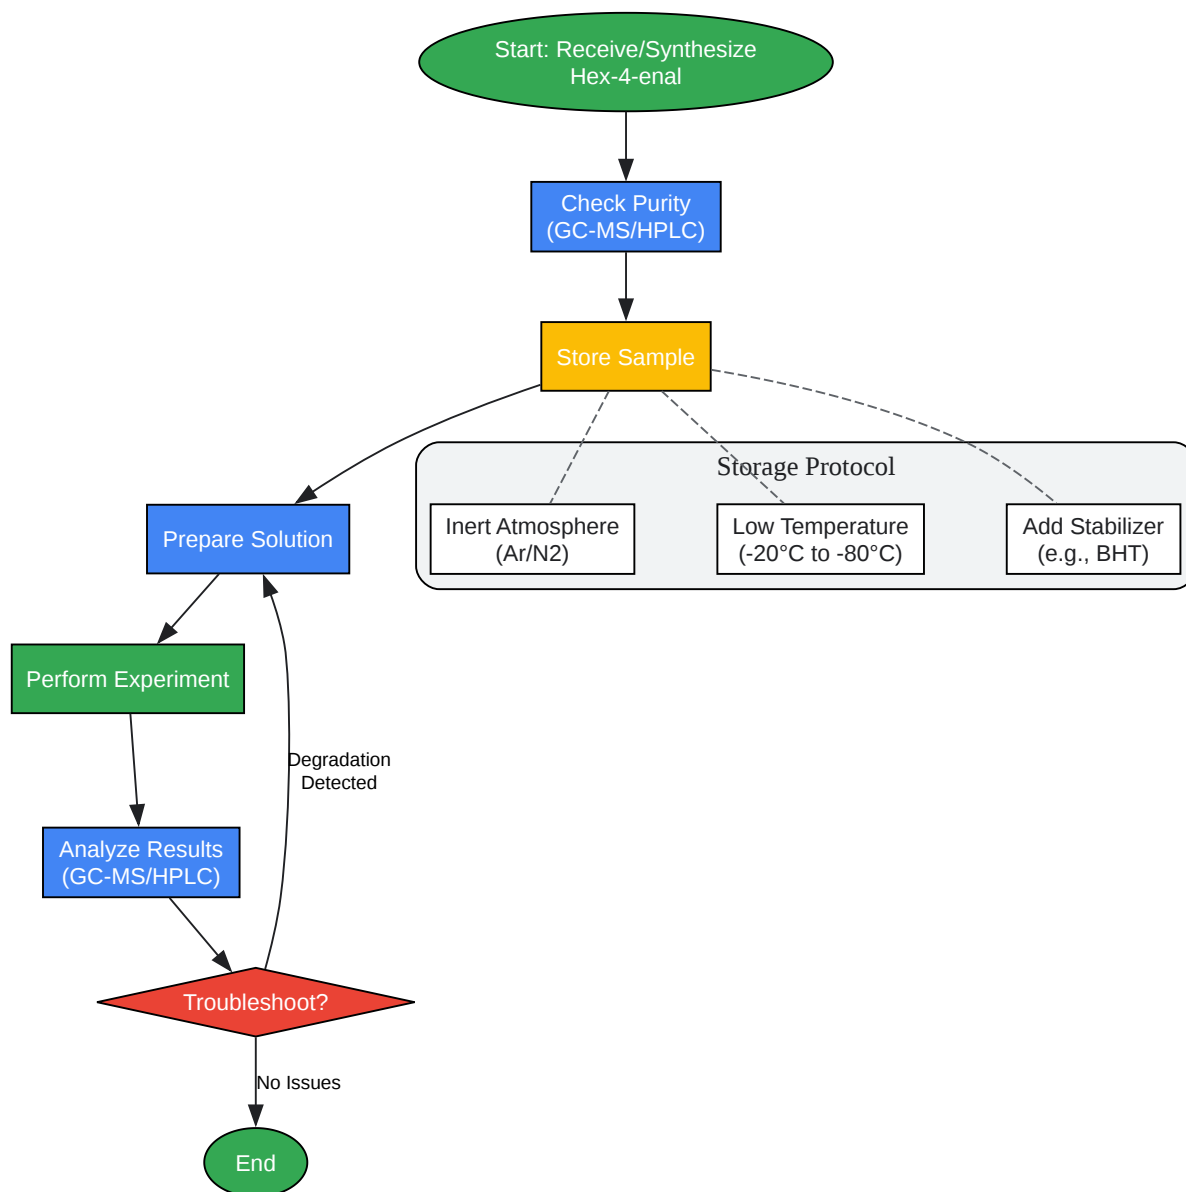 Start: Receive/Synthesize
Hex-4-enal
Check Purity
(GC-MS/HPLC)
Store Sample
Storage Protocol
Prepare Solution
Inert Atmosphere
(Ar/N2)
Low Temperature
(-20°C to -80°C)
Add Stabilizer
(e.g., BHT)
Perform Experiment
Degradation
Detected
Analyze Results
(GC-MS/HPLC)
Troubleshoot?
No Issues
End